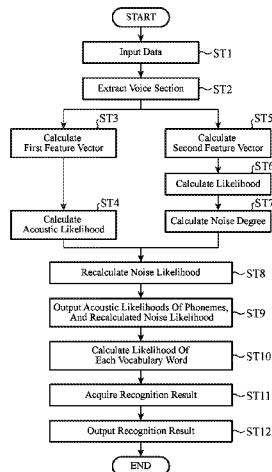 START
Input Data
ST1
Extract Voice Section
ST2
ST3
Calculate
First Feature Vector
ST5
Calculate
Second Feature Vector
ST6
Calculate Likelihood
ST4
Calculate
Acoustic Likelihood
ST7
Calculate Noise Degree
Recalculate Noise Likelihood
ST8
Output Acoustic Likelihoods Of Phonemes,
And Recalculated Noise Likelihood
ST9
Calculate Likelihood Of
Each Vocabulary Word
ST10
Acquire Recognition Result
ST11
Output Recognition Result
ST12
END